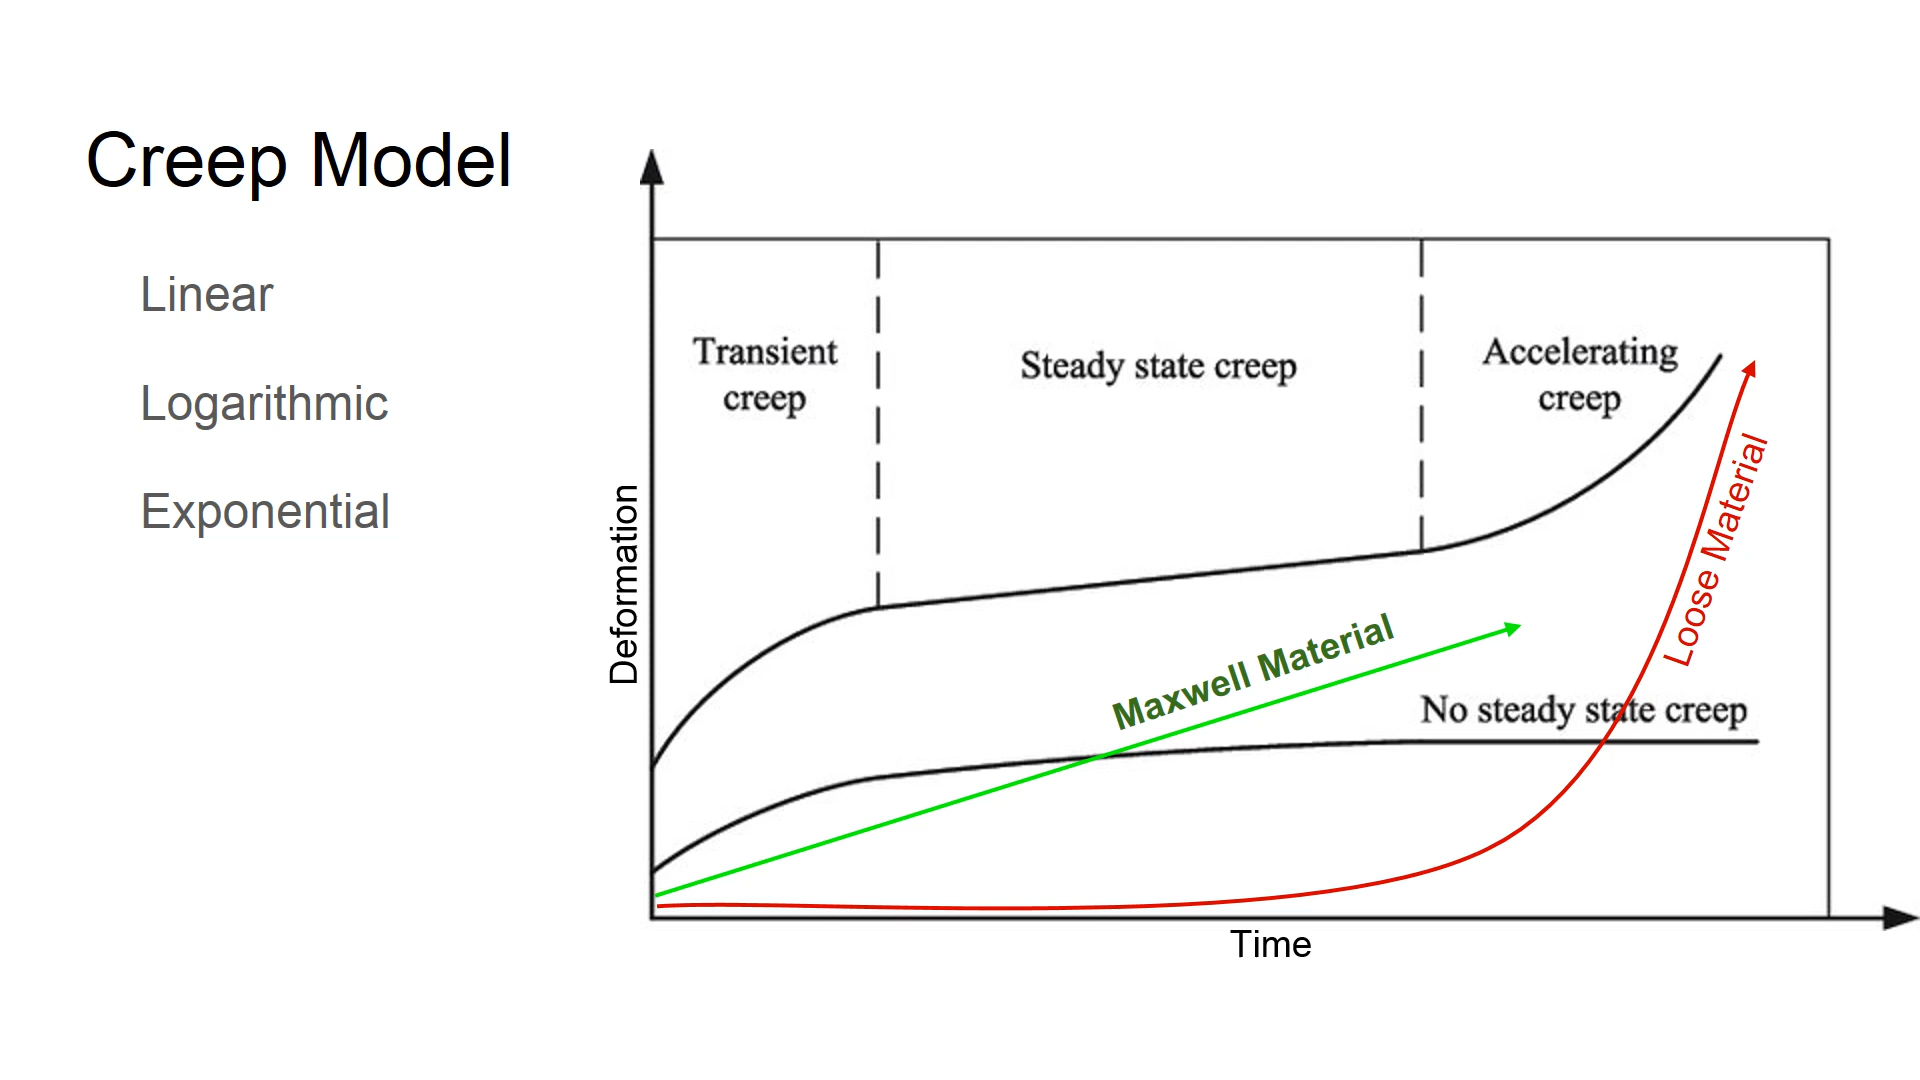 Creep Model
Linear
Logarithmic
Exponential
Transient
creep
Steady state creep
Accelerating
creep
Deformation
Maxwell Material
Loose Material
No steady state creep
Time